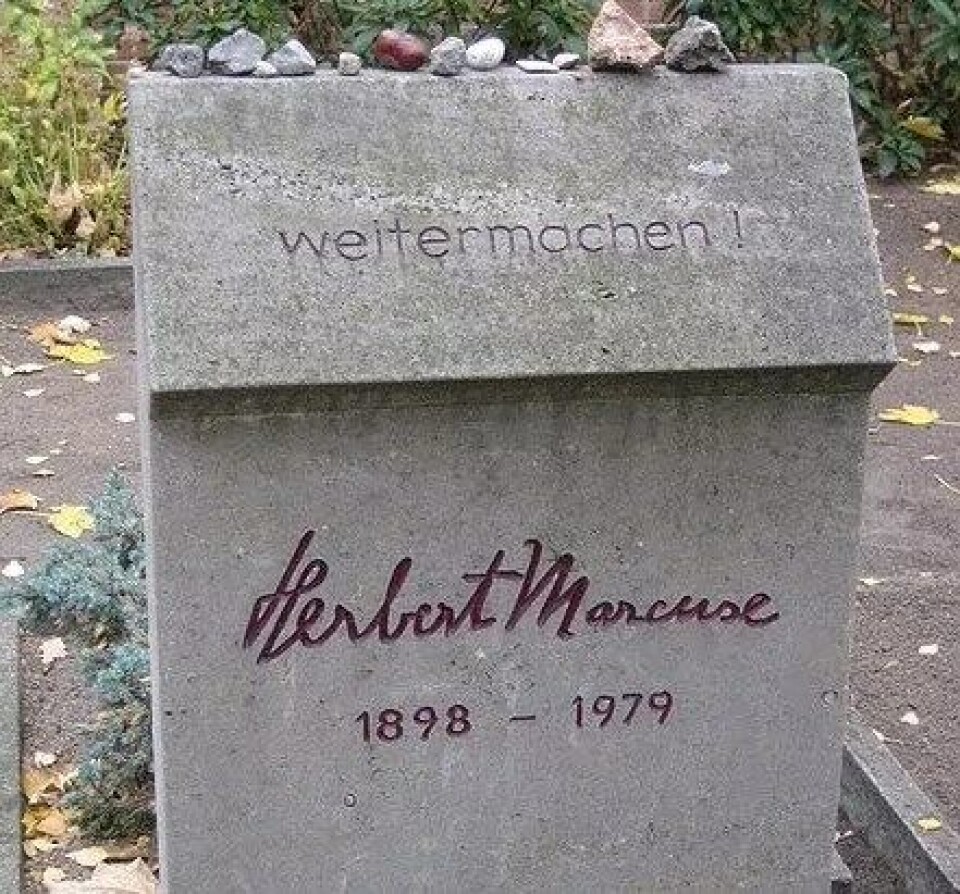 weitermachen !
Herbert Marcuse
1898 – 1979